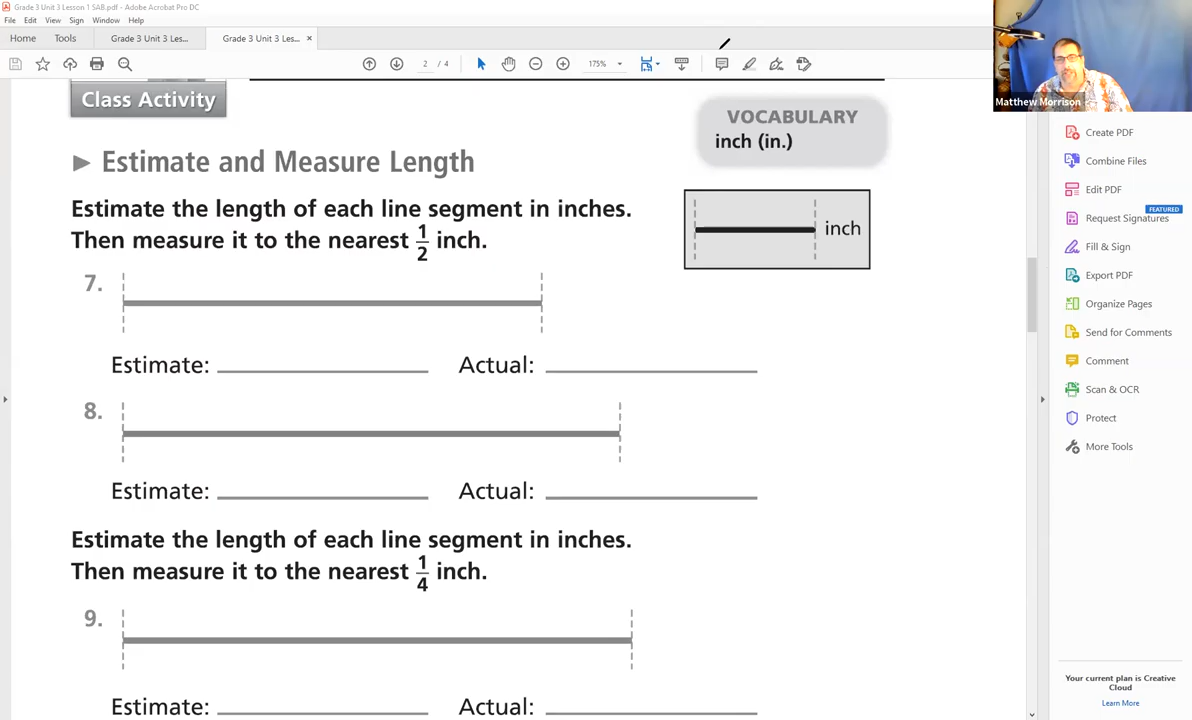 Grade 3 Unit 3 Lesson 1 SAB.pdf - Adobe Acrobat Pro DC
File Edit View Sign Window Help
Home Tools Grade 3 Unit 3 Les... Grade 3 Unit 3 Les... ×
2 / 4 175%
Matthew Morrison
Class Activity
VOCABULARY
inch (in.)
► Estimate and Measure Length
Estimate the length of each line segment in inches.
Then measure it to the nearest 1/2 inch.
inch
7.
Estimate: Actual:
8.
Estimate: Actual:
Estimate the length of each line segment in inches.
Then measure it to the nearest 1/4 inch.
9.
Estimate: Actual:
Create PDF
Combine Files
Edit PDF
FEATURED
Request Signatures
Fill & Sign
Export PDF
Organize Pages
Send for Comments
Comment
Scan & OCR
Protect
More Tools
Your current plan is Creative
Cloud
Learn More